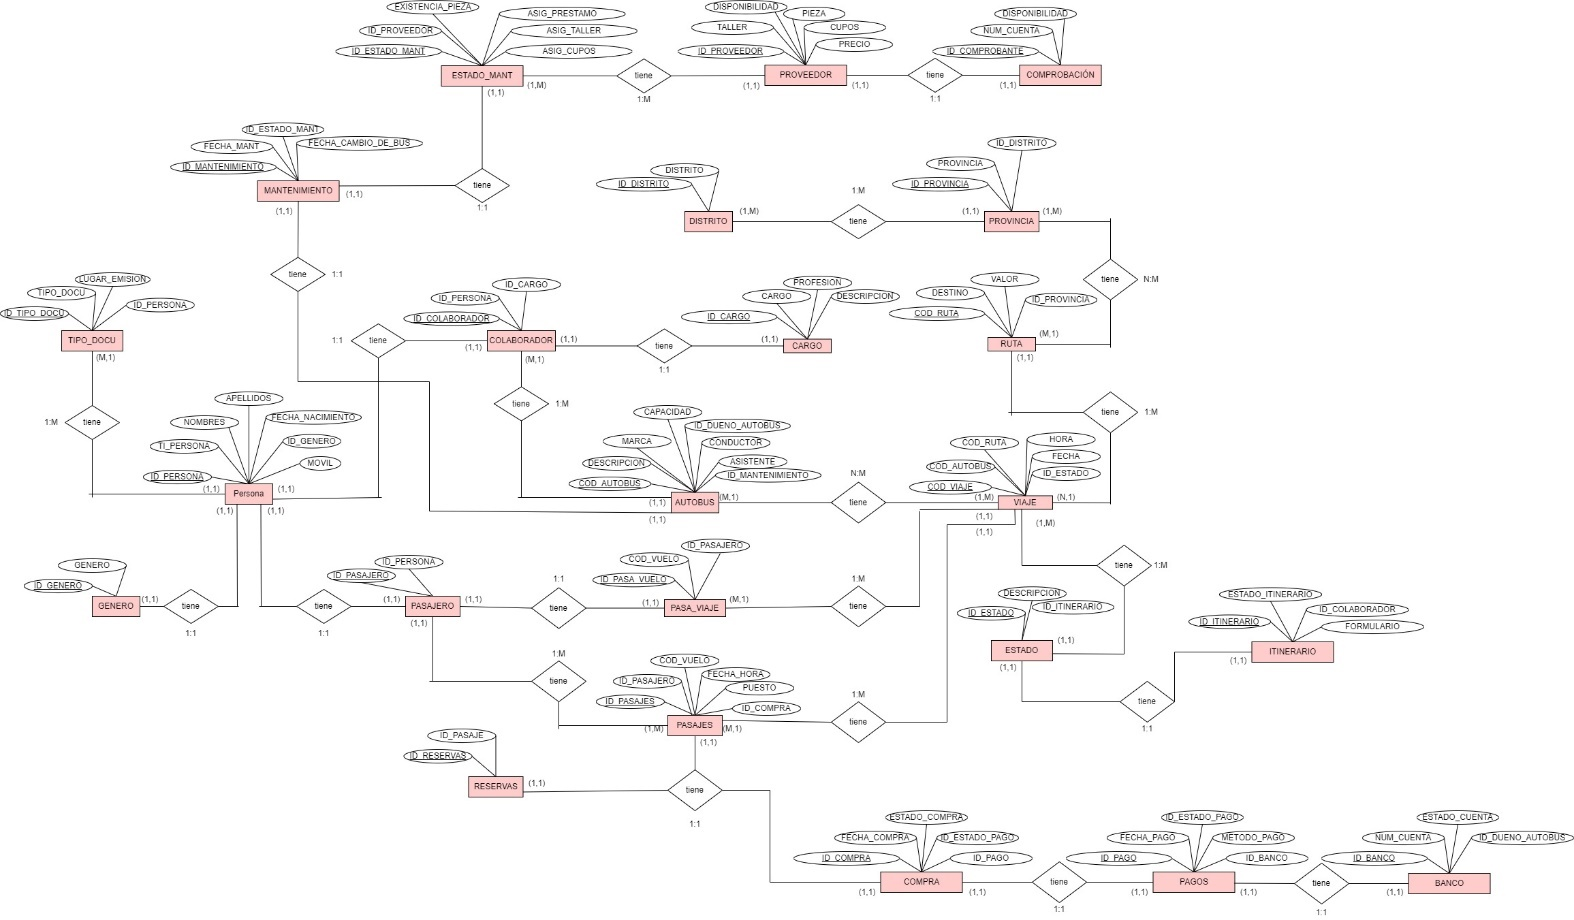 EXISTENCIA_PIEZA
ASIG_PRESTAMO
ID_PROVEEDOR
ASIG_TALLER
ID_ESTADO_MANT
ASIG_CUPOS
ESTADO_MANT
(1,1)
(1,M)
tiene
1:M
DISPONIBILIDAD
PIEZA
TALLER
CUPOS
ID_PROVEEDOR
PRECIO
PROVEEDOR
(1,1)
(1,1)
tiene
1:1
DISPONIBILIDAD
NUM_CUENTA
ID_COMPROBANTE
COMPROBACIÓN
(1,1)
ID_ESTADO_MANT
FECHA_MANT
FECHA_CAMBIO_DE_BUS
ID_MANTENIMIENTO
MANTENIMIENTO
(1,1)
(1,1)
tiene
1:1
tiene
1:1
DISTRITO
ID_DISTRITO
DISTRITO
(1,M)
1:M
tiene
ID_DISTRITO
PROVINCIA
ID_PROVINCIA
PROVINCIA
(1,1)
(1,M)
tiene
N:M
LUGAR_EMISION
TIPO_DOCU
ID_PERSONA
ID_TIPO_DOCU
TIPO_DOCU
(M,1)
1:M
tiene
1:1
tiene
ID_CARGO
ID_PERSONA
ID_COLABORADOR
COLABORADOR
(1,1)
(1,1)
(M,1)
tiene
1:1
tiene
1:M
PROFESION
CARGO
DESCRIPCION
ID_CARGO
CARGO
(1,1)
VALOR
DESTINO
ID_PROVINCIA
COD_RUTA
RUTA
(M,1)
(1,1)
tiene
1:M
APELLIDOS
NOMBRES
FECHA_NACIMIENTO
TI_PERSONA
ID_GENERO
ID_PERSONA
MOVIL
Persona
(1,1)
(1,1)
(1,1)
(1,1)
CAPACIDAD
ID_DUENO_AUTOBUS
MARCA
CONDUCTOR
DESCRIPCION
ASISTENTE
COD_AUTOBUS
ID_MANTENIMIENTO
AUTOBUS
(1,1)
(M,1)
(1,1)
N:M
tiene
HORA
COD_RUTA
FECHA
COD_AUTOBUS
ID_ESTADO
COD_VIAJE
VIAJE
(1,M)
(N,1)
(1,1)
(1,M)
(1,1)
tiene
1:M
GENERO
ID_GENERO
GENERO
(1,1)
tiene
1:1
tiene
1:1
ID_PERSONA
ID_PASAJERO
PASAJERO
(1,1)
(1,1)
(1,1)
1:1
tiene
ID_PASAJERO
COD_VUELO
ID_PASA_VUELO
PASA_VIAJE
(1,1)
(M,1)
1:M
tiene
DESCRIPCION
ID_ITINERARIO
ID_ESTADO
ESTADO
(1,1)
(1,1)
tiene
1:1
ESTADO_ITINERARIO
ID_COLABORADOR
ID_ITINERARIO
FORMULARIO
ITINERARIO
(1,1)
1:M
tiene
COD_VUELO
FECHA_HORA
ID_PASAJERO
PUESTO
ID_PASAJES
ID_COMPRA
PASAJES
(1,M)
(M,1)
(1,1)
1:M
tiene
ID_PASAJE
ID_RESERVAS
RESERVAS
(1,1)
tiene
1:1
ESTADO_COMPRA
FECHA_COMPRA
ID_ESTADO_PAGO
ID_COMPRA
ID_PAGO
COMPRA
(1,1)
(1,1)
tiene
1:1
ID_ESTADO_PAGO
FECHA_PAGO
METODO_PAGO
ID_PAGO
ID_BANCO
PAGOS
(1,1)
(1,1)
tiene
1:1
ESTADO_CUENTA
NUM_CUENTA
ID_DUENO_AUTOBUS
ID_BANCO
BANCO
(1,1)